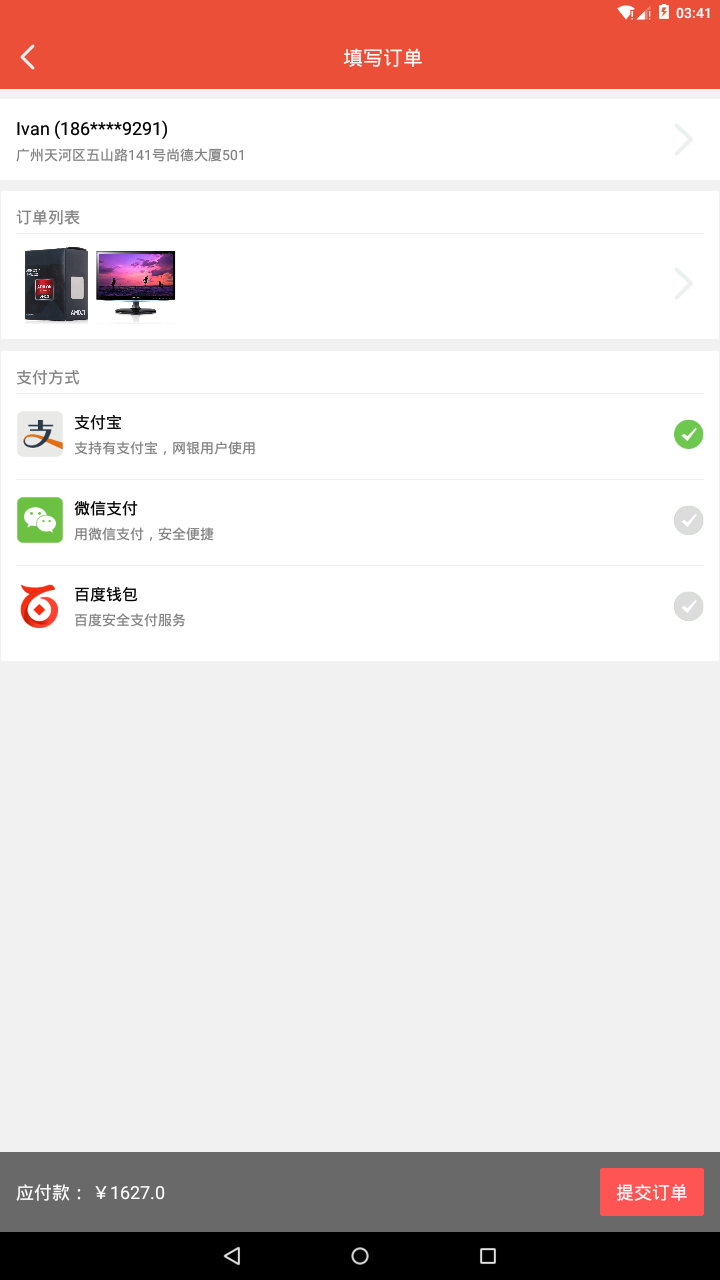 03:41
填写订单
Ivan (186****9291)
广州天河区五山路141号尚德大厦501
订单列表
AMD
支付方式
支付宝
支持有支付宝，网银用户使用
微信支付
用微信支付，安全便捷
百度钱包
百度安全支付服务
应付款：￥1627.0
提交订单